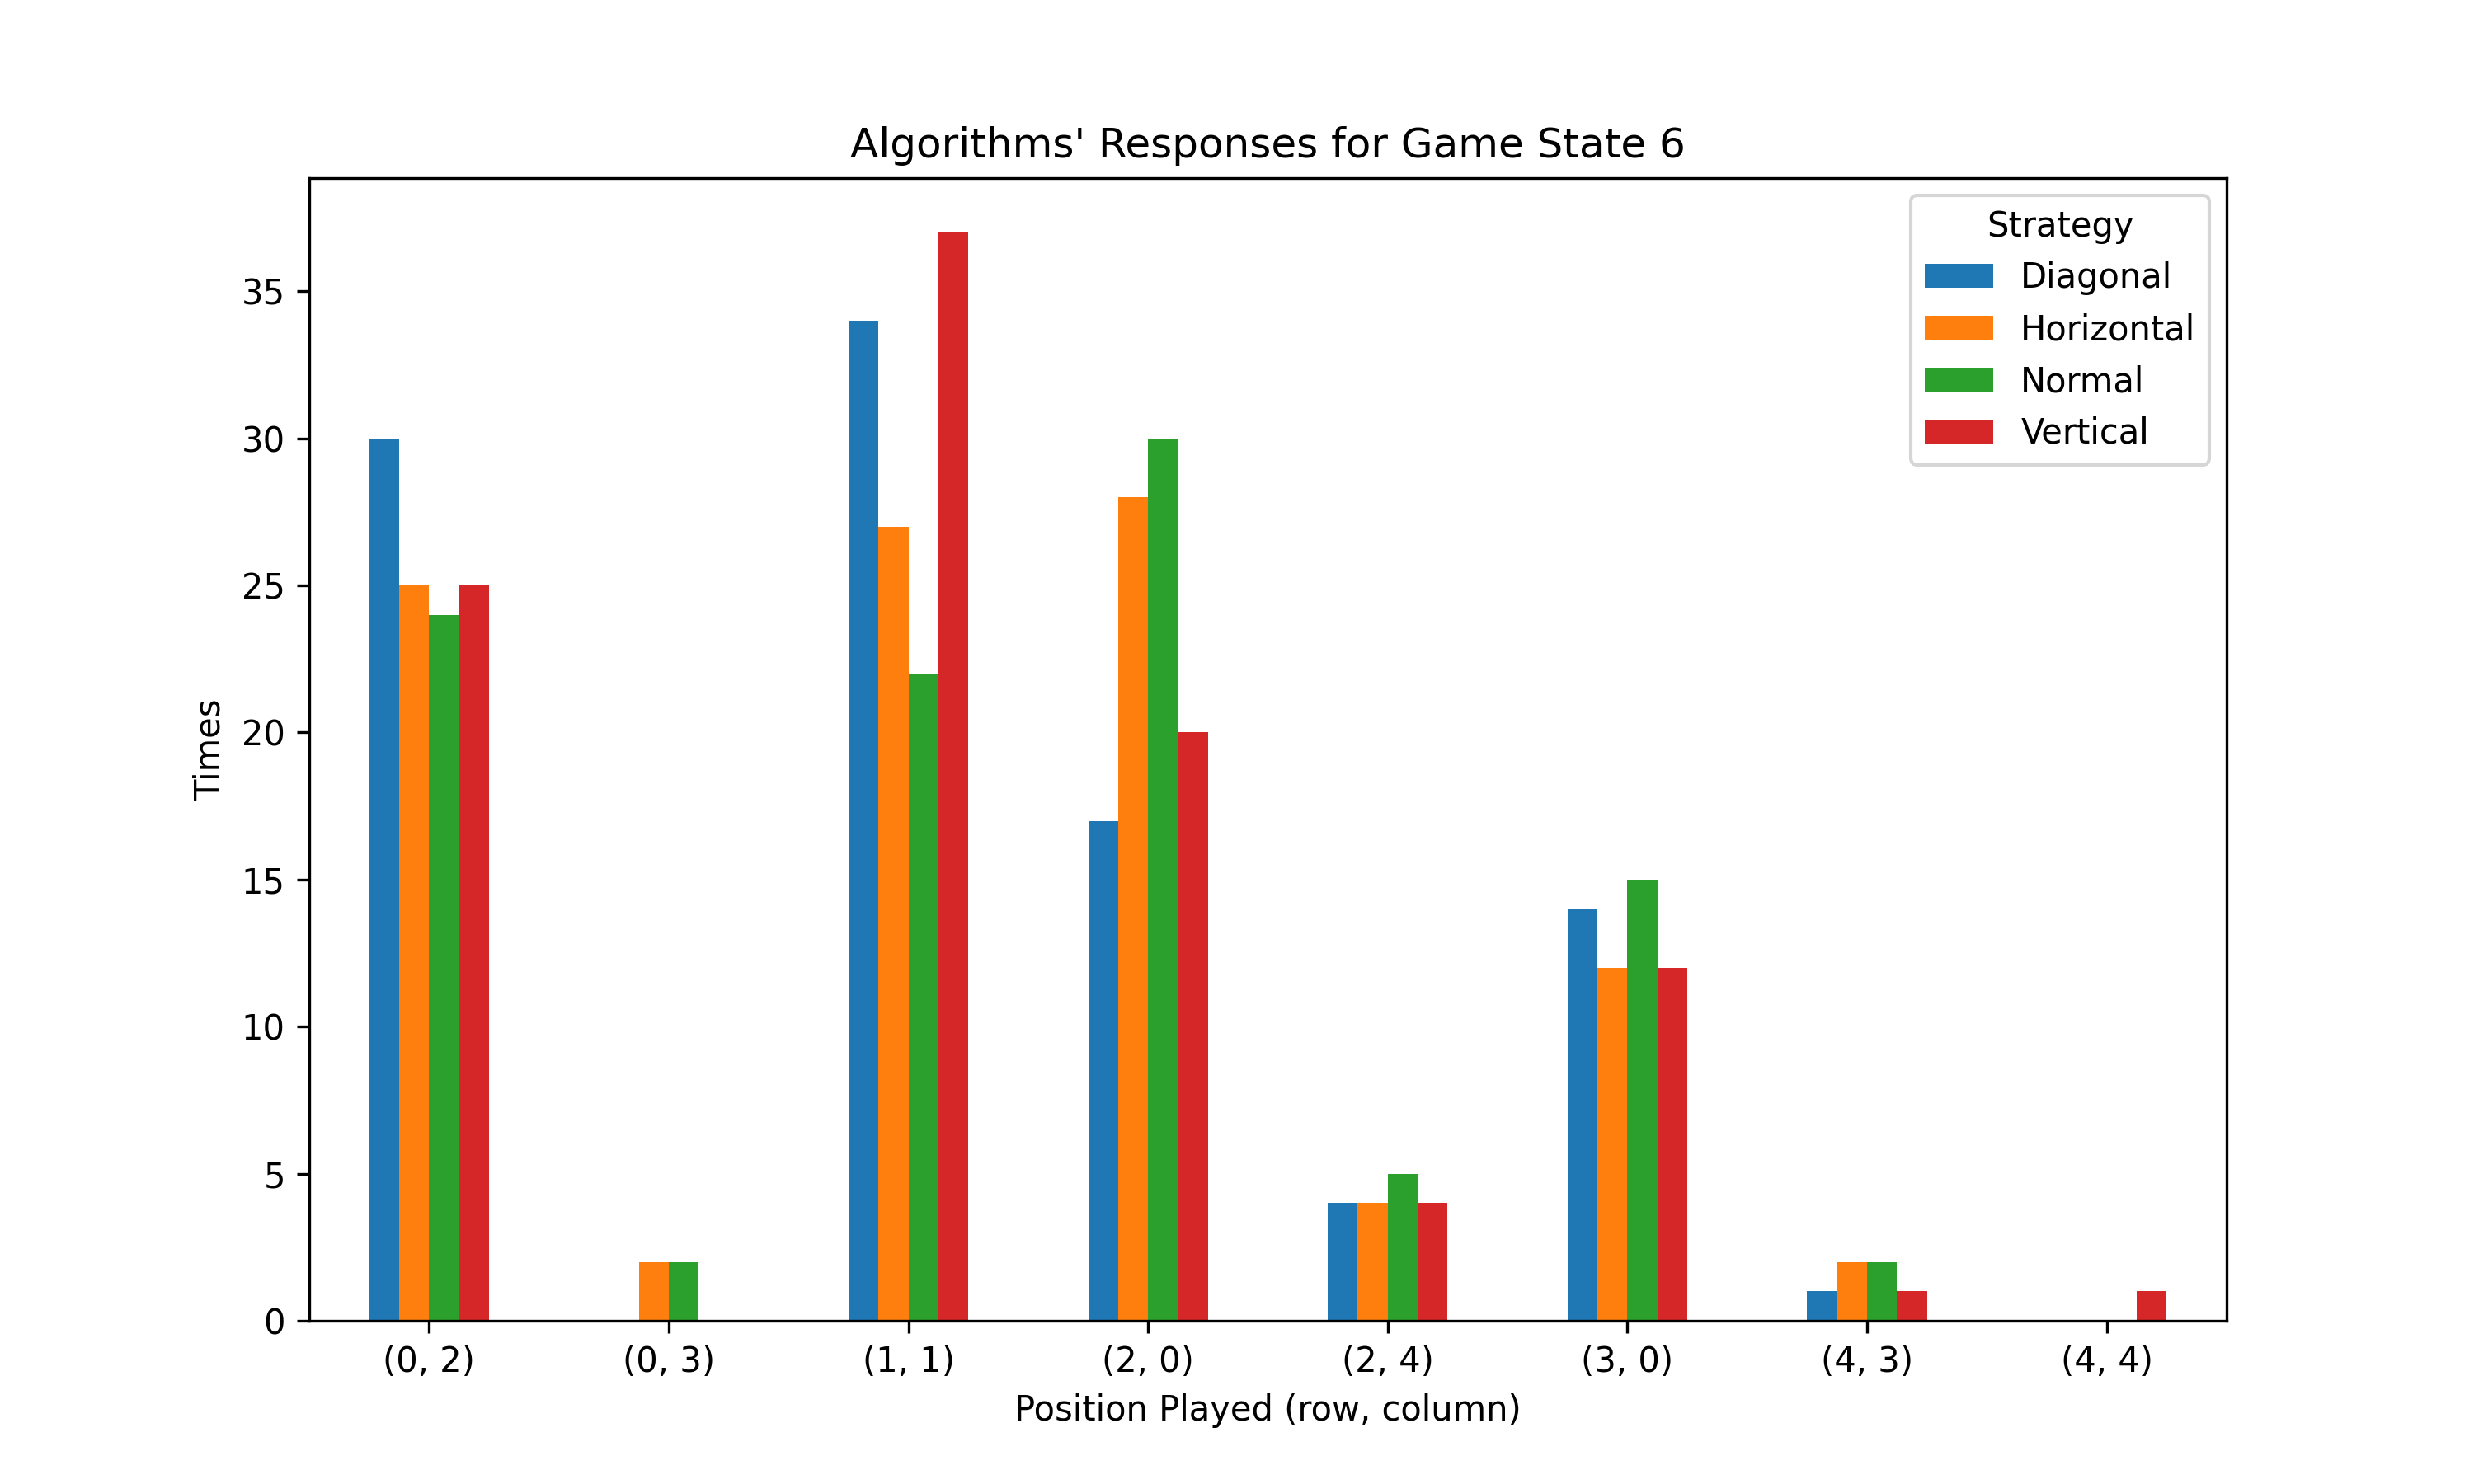 Algorithms' Responses for Game State 6
Strategy
Diagonal
Horizontal
Normal
Vertical
Times
35
30
25
20
15
10
5
0
(0, 2) (0, 3) (1, 1) (2, 0) (2, 4) (3, 0) (4, 3) (4, 4)
Position Played (row, column)